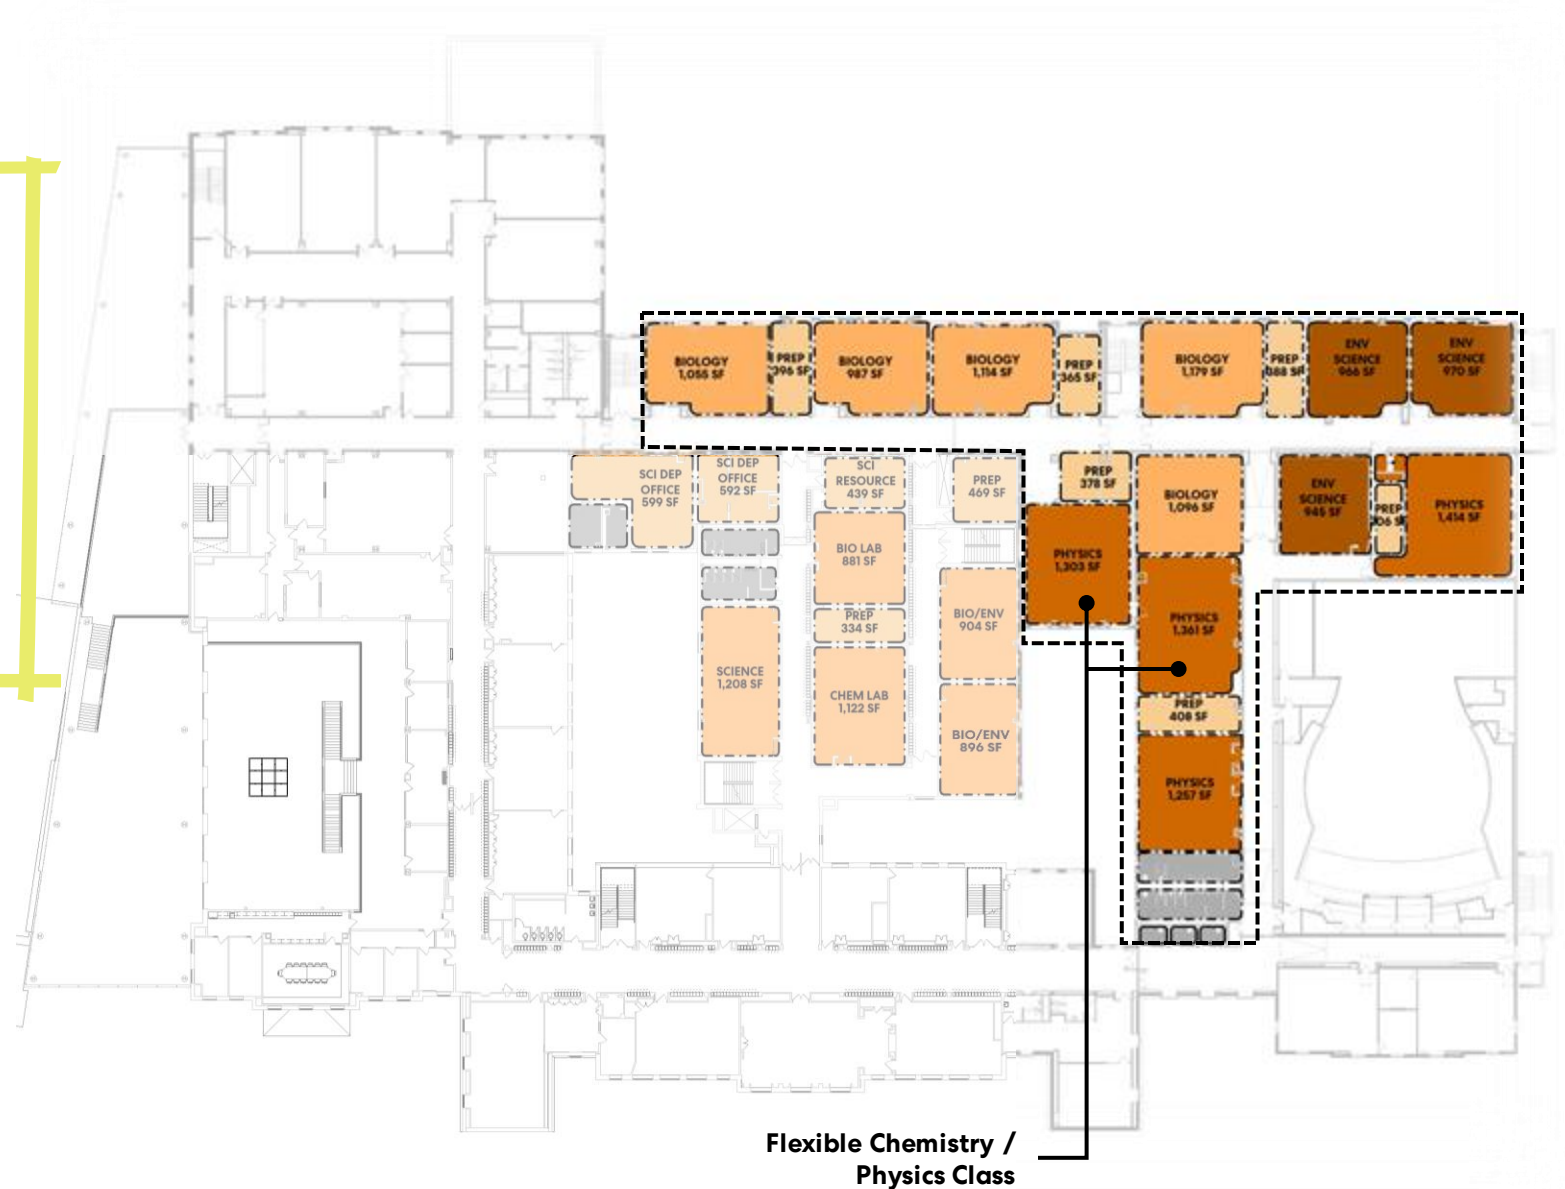 BIOLOGY
1,055 SF
PREP
396 SF
BIOLOGY
987 SF
BIOLOGY
1,114 SF
PREP
365 SF
BIOLOGY
1,179 SF
PREP
388 SF
ENV
SCIENCE
966 SF
ENV
SCIENCE
970 SF
SCI DEP
OFFICE
599 SF
SCI DEP
OFFICE
592 SF
SCI
RESOURCE
439 SF
PREP
469 SF
PREP
378 SF
BIOLOGY
1,096 SF
ENV
SCIENCE
945 SF
PREP
PHYSICS
1,414 SF
BIO LAB
881 SF
PHYSICS
1,303 SF
PREP
334 SF
BIO/ENV
904 SF
PHYSICS
1,361 SF
SCIENCE
1,208 SF
CHEM LAB
1,122 SF
PREP
408 SF
BIO/ENV
896 SF
PHYSICS
1,257 SF
Flexible Chemistry /
Physics Class